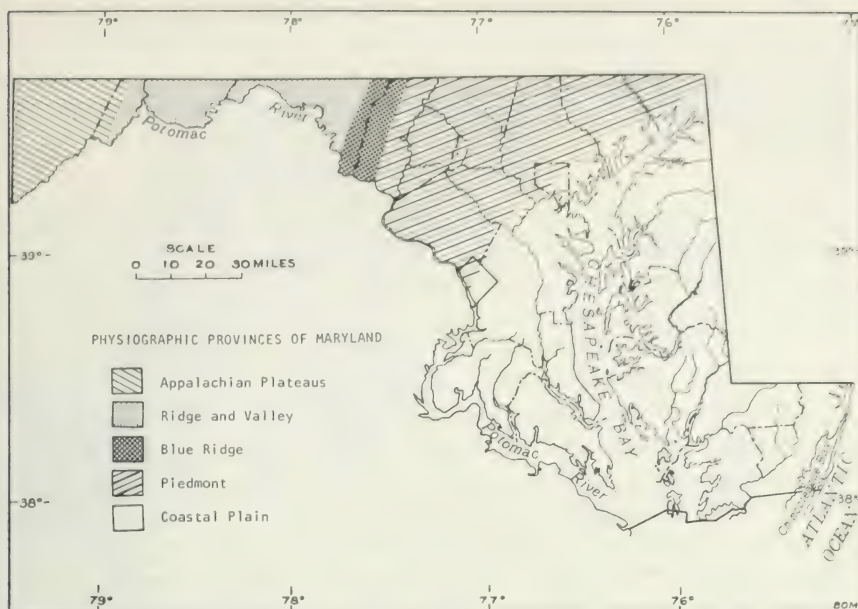 79°
78°
77°
76°
Potomac
River
39°
SCALE
0 10 20 30 MILES
PHYSIOGRAPHIC PROVINCES OF MARYLAND
Appalachian Plateaus
Ridge and Valley
Blue Ridge
Piedmont
Coastal Plain
CHESAPEAKE
BAY
Potomac
River
38°
38°
ATLANTIC
OCEAN
79°
78°
77°
76°